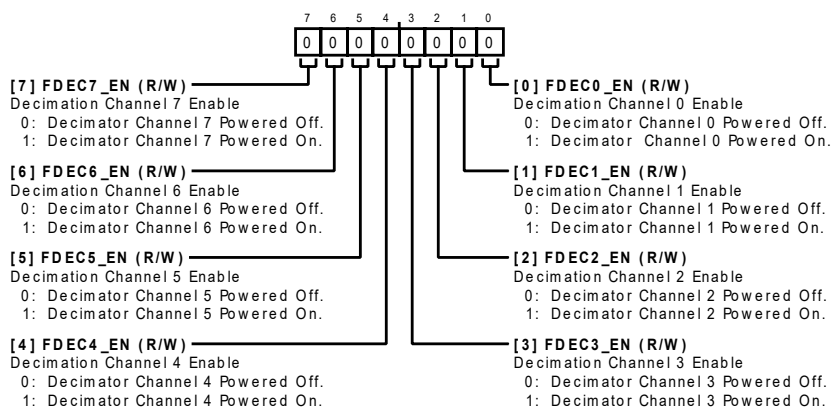 7 6 5 4 3 2 1 0
0 0 0 0 0 0 0 0
[7] FDEC7_EN (R/W)
Decimation Channel 7 Enable
0: Decimator Channel 7 Powered Off.
1: Decimator Channel 7 Powered On.
[6] FDEC6_EN (R/W)
Decimation Channel 6 Enable
0: Decimator Channel 6 Powered Off.
1: Decimator Channel 6 Powered On.
[5] FDEC5_EN (R/W)
Decimation Channel 5 Enable
0: Decimator Channel 5 Powered Off.
1: Decimator Channel 5 Powered On.
[4] FDEC4_EN (R/W)
Decimation Channel 4 Enable
0: Decimator Channel 4 Powered Off.
1: Decimator Channel 4 Powered On.
[0] FDEC0_EN (R/W)
Decimation Channel 0 Enable
0: Decimator Channel 0 Powered Off.
1: Decimator Channel 0 Powered On.
[1] FDEC1_EN (R/W)
Decimation Channel 1 Enable
0: Decimator Channel 1 Powered Off.
1: Decimator Channel 1 Powered On.
[2] FDEC2_EN (R/W)
Decimation Channel 2 Enable
0: Decimator Channel 2 Powered Off.
1: Decimator Channel 2 Powered On.
[3] FDEC3_EN (R/W)
Decimation Channel 3 Enable
0: Decimator Channel 3 Powered Off.
1: Decimator Channel 3 Powered On.